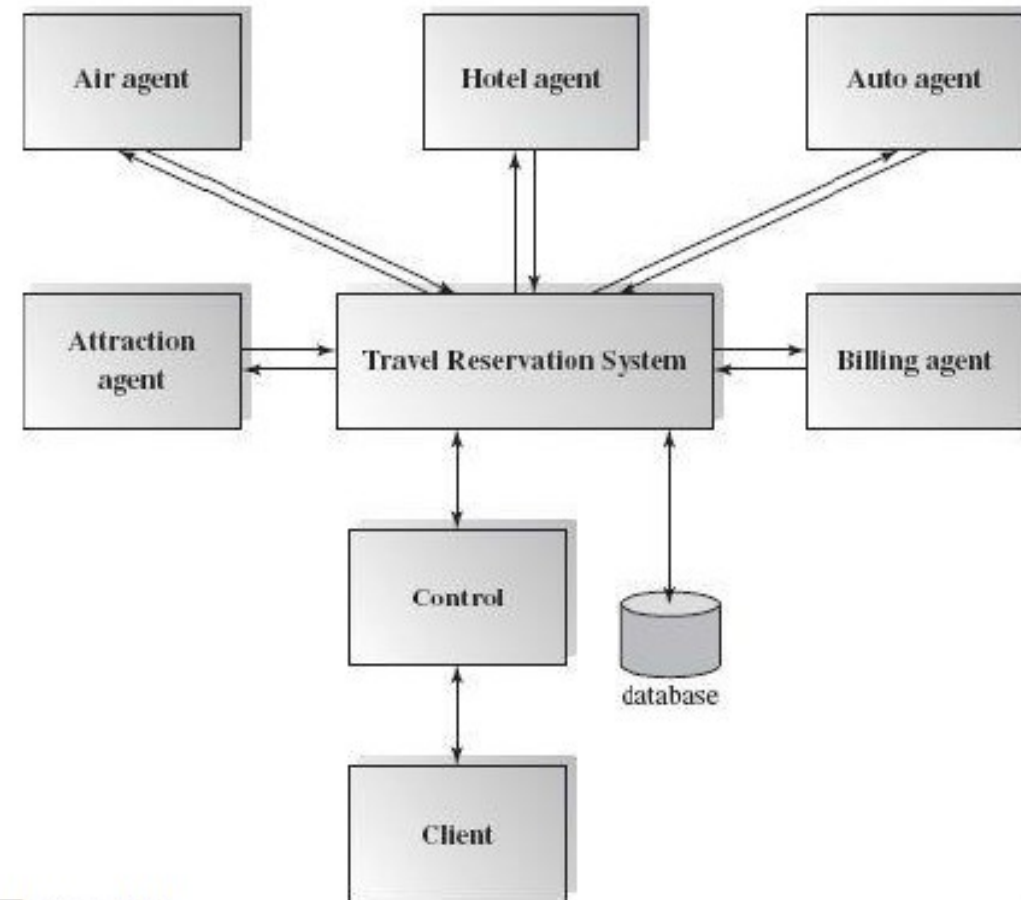 Air agent
Hotel agent
Auto agent
Attraction
agent
Travel Reservation System
Billing agent
Control
database
Client